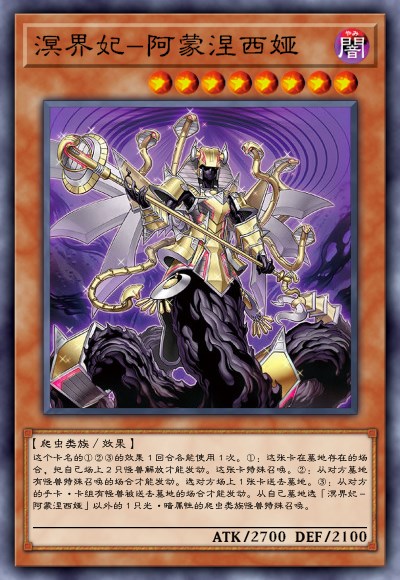 溟界妃-阿蒙涅西娅
やみ
闇
【爬虫类族/效果】
这个卡名的①②③的效果1回合各能使用1次。①:这张卡在墓地存在的场
合,把自己场上2只怪兽解放才能发动。这张卡特殊召唤。②:从对方墓地
有怪兽特殊召唤的场合才能发动。选对方场上1张卡送去墓地。③:从对方
的手卡・卡组有怪兽被送去墓地的场合才能发动。从自己墓地选「溟界妃-
阿蒙涅西娅」以外的1只光・暗属性的爬虫类族怪兽特殊召唤。
ATK/2700 DEF/2100